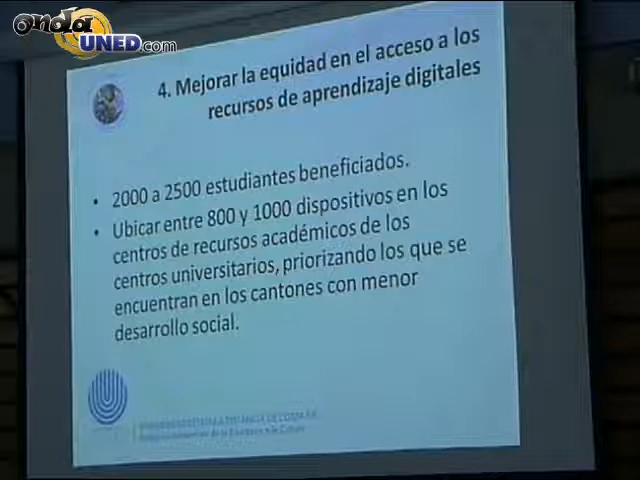 onda
UNED.com
4. Mejorar la equidad en el acceso a los
recursos de aprendizaje digitales
• 2000 a 2500 estudiantes beneficiados.
• Ubicar entre 800 y 1000 dispositivos en los
centros de recursos académicos de los
centros universitarios, priorizando los que se
encuentran en los cantones con menor
desarrollo social.